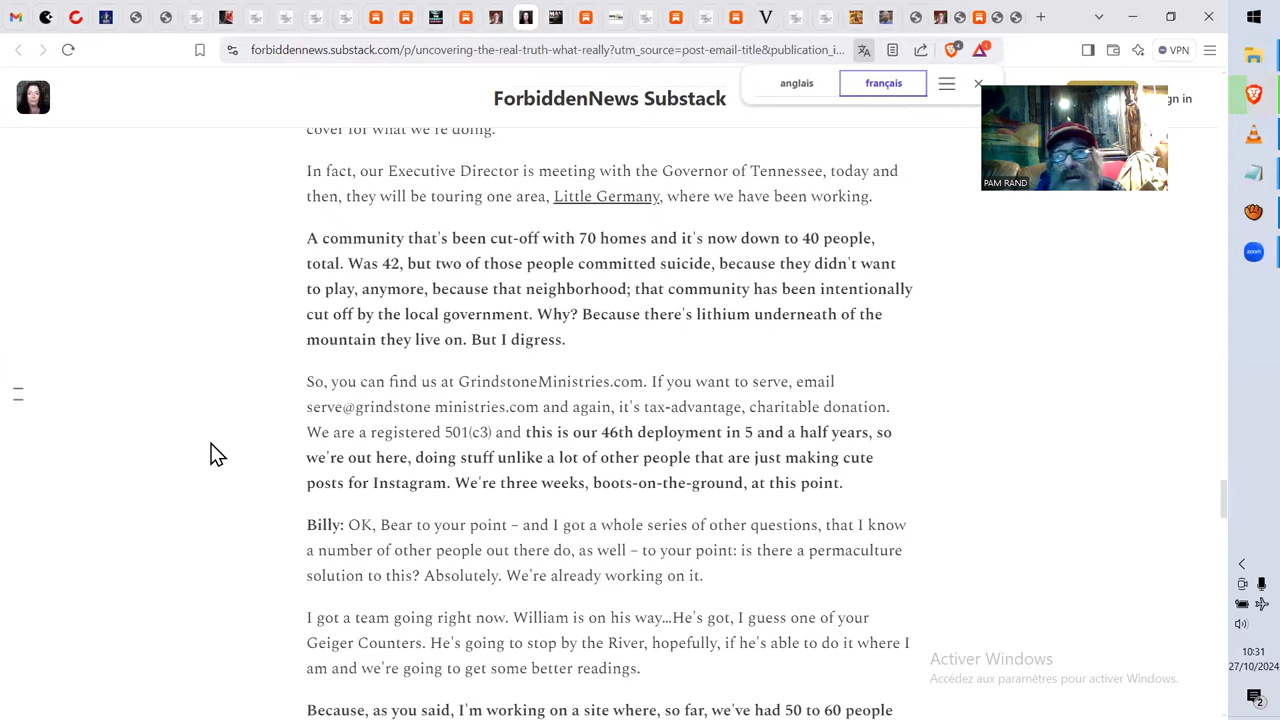 forbiddennews.substack.com/p/uncovering-the-real-truth-what-really?utm_source=post-email-title&publication_i...
4
1
VPN
anglais
français
ForbiddenNews Substack
gn in
PAM RAND
cover for what we're doing.
In fact, our Executive Director is meeting with the Governor of Tennessee, today and
then, they will be touring one area, Little Germany, where we have been working.
A community that's been cut-off with 70 homes and it's now down to 40 people,
total. Was 42, but two of those people committed suicide, because they didn't want
to play, anymore, because that neighborhood; that community has been intentionally
cut off by the local government. Why? Because there's lithium underneath of the
mountain they live on. But I digress.
So, you can find us at GrindstoneMinistries.com. If you want to serve, email
serve@grindstone ministries.com and again, it's tax-advantage, charitable donation.
We are a registered 501(c3) and this is our 46th deployment in 5 and a half years, so
we're out here, doing stuff unlike a lot of other people that are just making cute
posts for Instagram. We're three weeks, boots-on-the-ground, at this point.
Billy: OK, Bear to your point – and I got a whole series of other questions, that I know
a number of other people out there do, as well – to your point: is there a permaculture
solution to this? Absolutely. We're already working on it.
I got a team going right now. William is on his way...He's got, I guess one of your
Geiger Counters. He's going to stop by the River, hopefully, if he's able to do it where I
am and we're going to get some better readings.
Because, as you said, I'm working on a site where, so far, we've had 50 to 60 people
Activer Windows
Accédez aux paramètres pour activer Windows.
zoom
10:31
27/10/2024
2